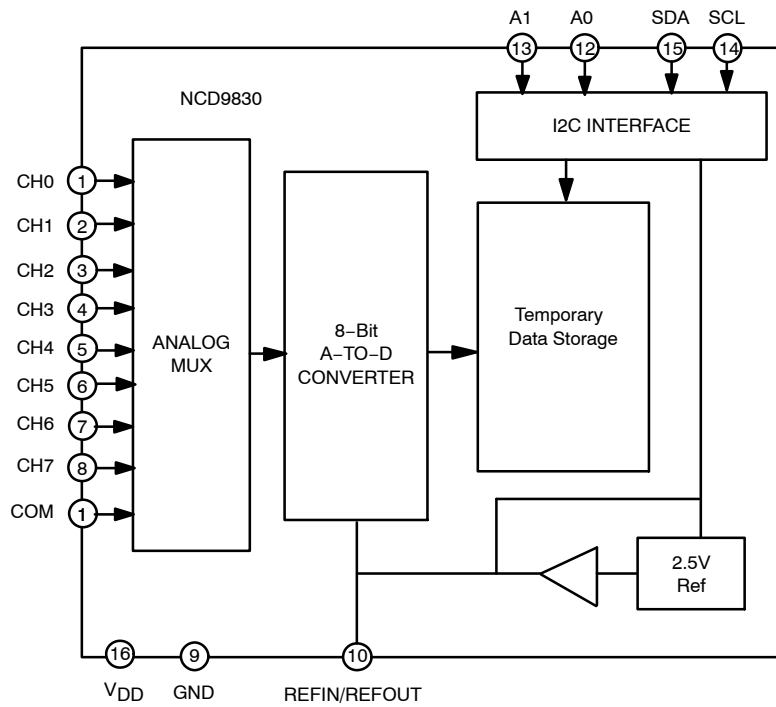 A1 A0 SDA SCL
13 12 15 14
NCD9830
I2C INTERFACE
CH0 1
CH1 2
CH2 3
CH3 4
CH4 5
CH5 6
CH6 7
CH7 8
COM 1
ANALOG
MUX
8−Bit
A−TO−D
CONVERTER
Temporary
Data Storage
2.5V
Ref
16 9 10
VDD GND REFIN/REFOUT